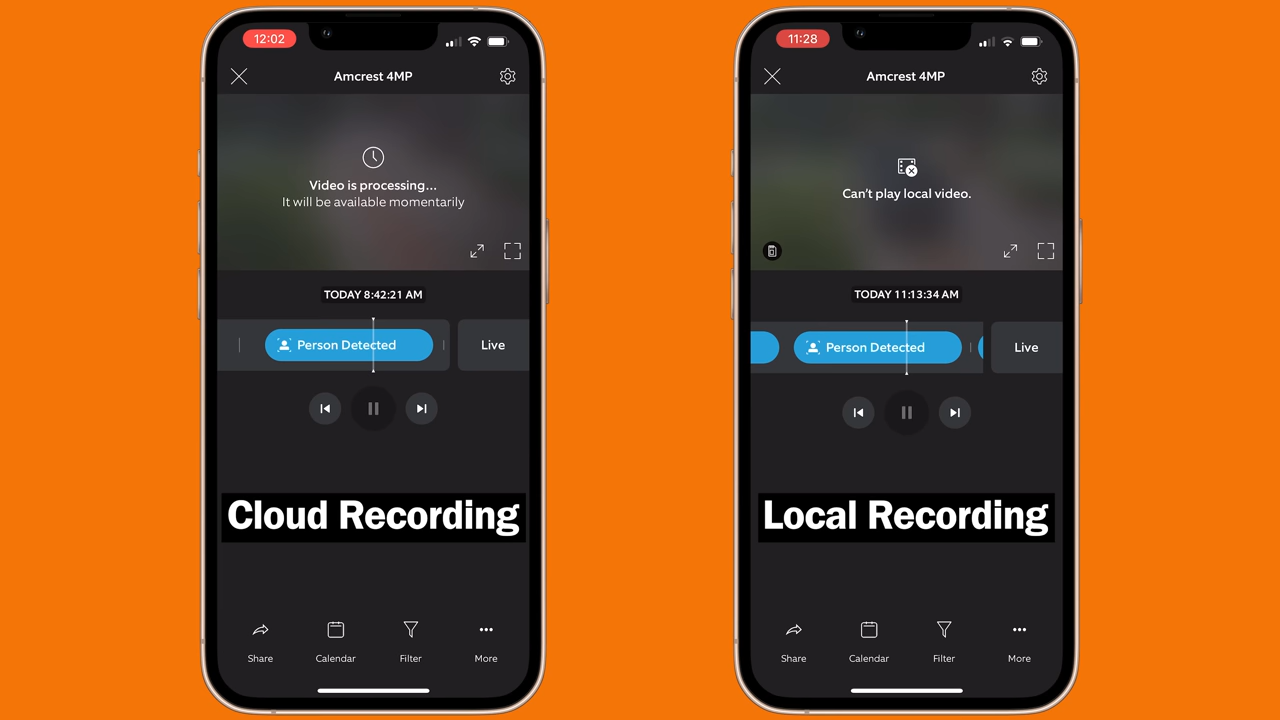 12:02
Amcrest 4MP
Video is processing...
It will be available momentarily
TODAY 8:42:21 AM
Person Detected
Live
Cloud Recording
Share
Calendar
Filter
More
11:28
Amcrest 4MP
Can't play local video.
TODAY 11:13:34 AM
Person Detected
Live
Local Recording
Share
Calendar
Filter
More